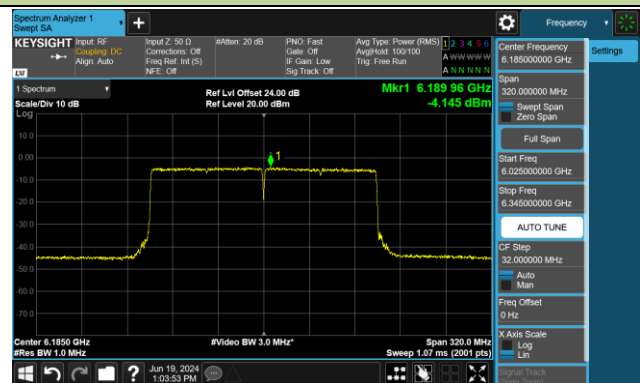 Spectrum Analyzer 1
Swept SA
+
Frequency
KEYSIGHT
Input: RF
Coupling: DC
Align: Auto
Input Z: 50 Ω
Corrections: Off
Freq Ref: Int (S)
NFE: Off
#Atten: 20 dB
PNO: Fast
Gate: Off
IF Gain: Low
Sig Track: Off
Avg Type: Power (RMS)
Avg|Hold: 100/100
Trig: Free Run
1 2 3 4 5 6
A W W W W W
A N N N N N
LXI
Center Frequency
6.185000000 GHz
Settings
Span
320.000000 MHz
Swept Span
Zero Span
Full Span
Start Freq
6.025000000 GHz
Stop Freq
6.345000000 GHz
AUTO TUNE
CF Step
32.000000 MHz
Auto
Man
Freq Offset
0 Hz
X Axis Scale
Log
Lin
Signal Track
1 Spectrum
Scale/Div 10 dB
Log
Ref Lvl Offset 24.00 dB
Ref Level 20.00 dBm
Mkr1 6.189 96 GHz
-4.145 dBm
10.0
0.00
-10.0
-20.0
-30.0
-40.0
-50.0
-60.0
-70.0
1
Center 6.1850 GHz
#Res BW 1.0 MHz
#Video BW 3.0 MHz*
Span 320.0 MHz
Sweep 1.07 ms (2001 pts)
?
Jun 19, 2024
1:03:53 PM